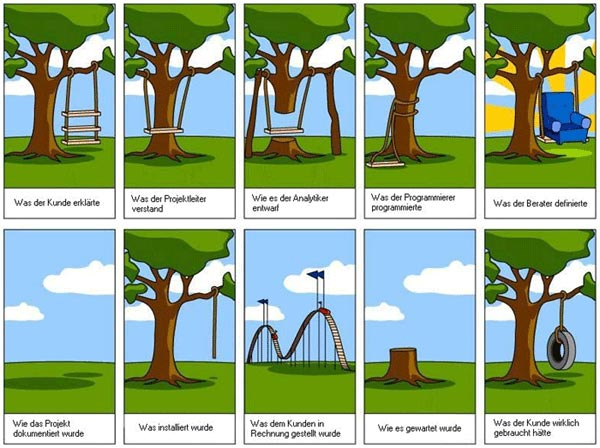 Was der Kunde erklärte
Was der Projektleiter
verstand
Wie es der Analytiker
entwarf
Was der Programmierer
programmierte
Was der Berater definierte
Wie das Projekt
dokumentiert wurde
Was installiert wurde
Was dem Kunden in
Rechnung gestellt wurde
Wie es gewartet wurde
Was der Kunde wirklich
gebraucht hätte